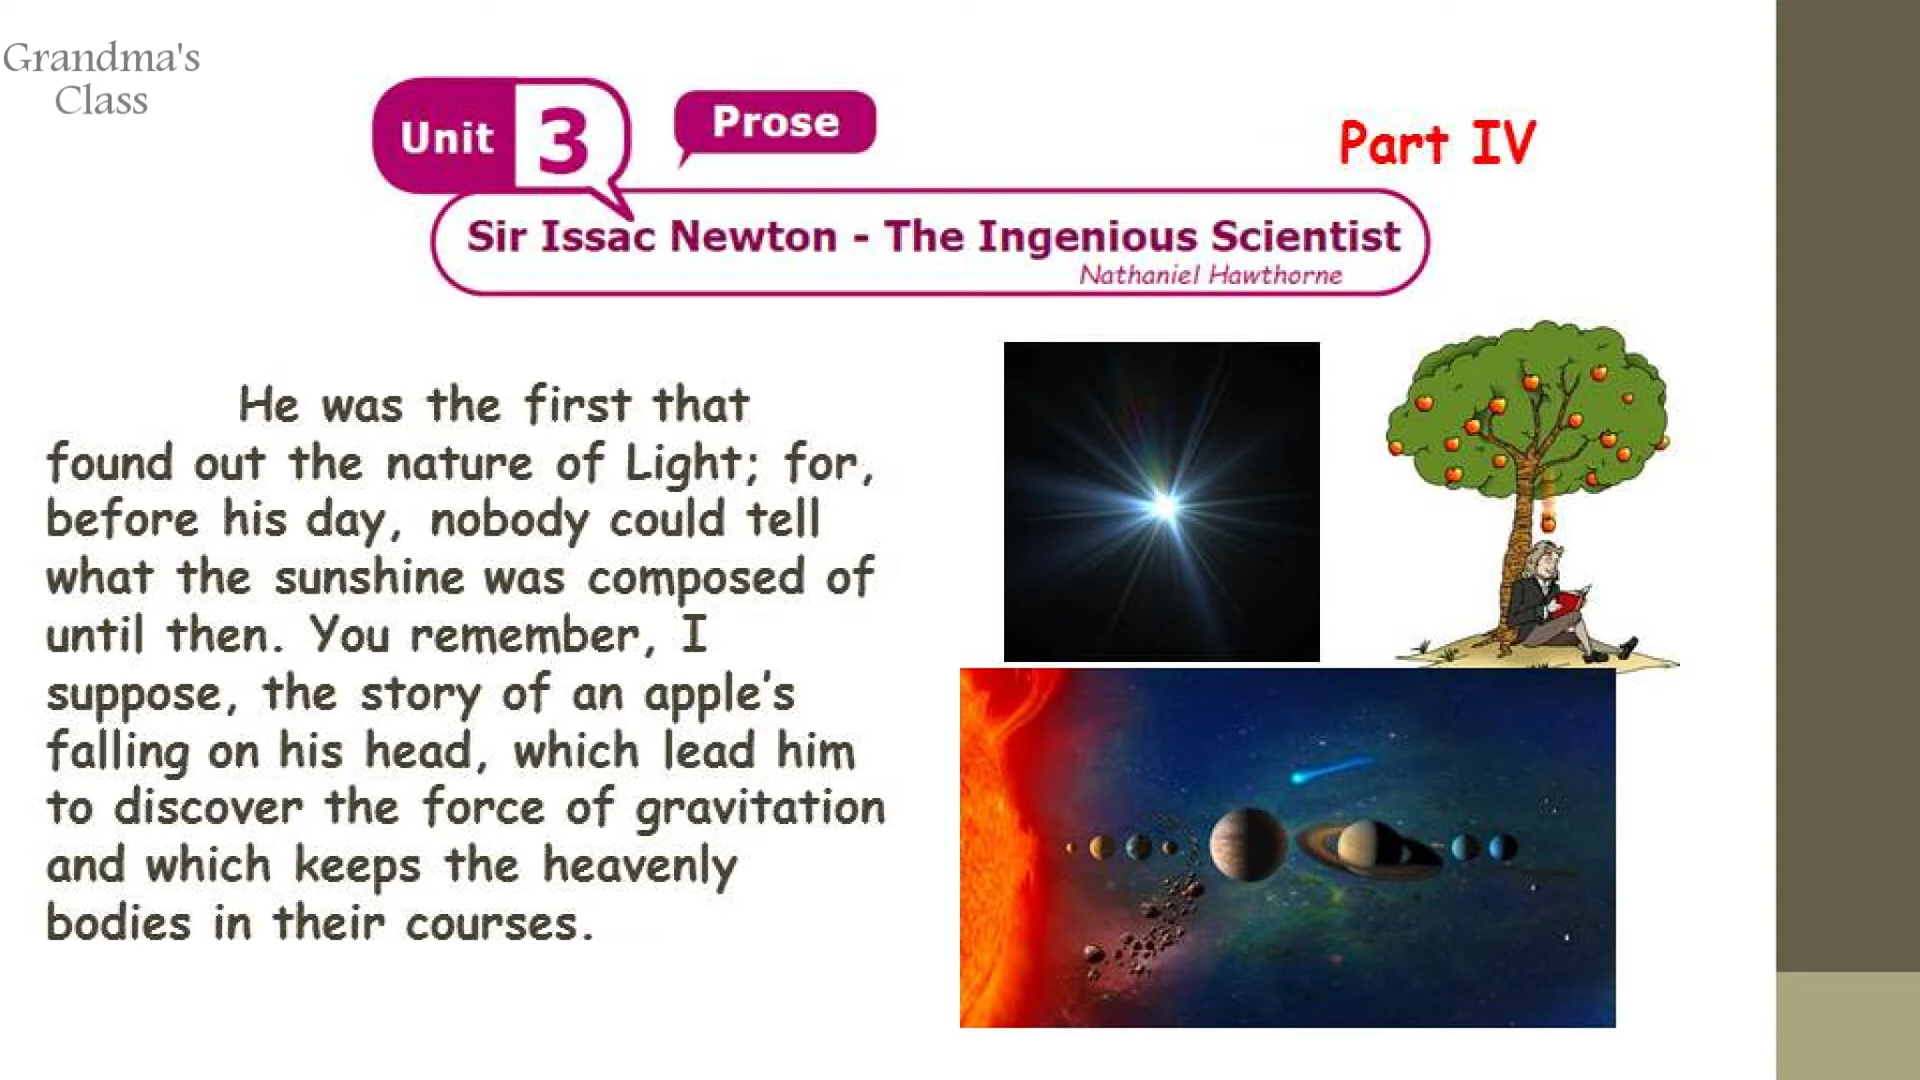 Grandma's
Class
Unit 3
Prose
Part IV
Sir Issac Newton - The Ingenious Scientist
Nathaniel Hawthorne
He was the first that
found out the nature of Light; for,
before his day, nobody could tell
what the sunshine was composed of
until then. You remember, I
suppose, the story of an apple’s
falling on his head, which lead him
to discover the force of gravitation
and which keeps the heavenly
bodies in their courses.